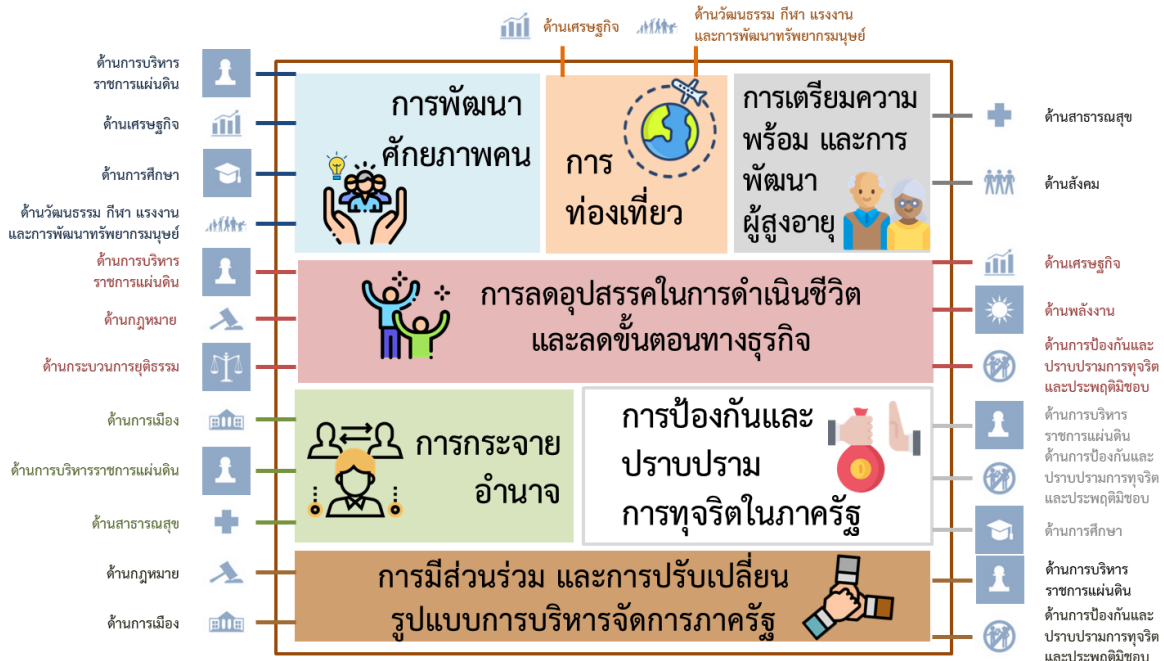 ด้านเศรษฐกิจ
ด้านวัฒนธรรม กีฬา แรงงาน
และการพัฒนาทรัพยากรมนุษย์
ด้านการบริหาร
ราชการแผ่นดิน
ด้านเศรษฐกิจ
ด้านการศึกษา
ด้านวัฒนธรรม กีฬา แรงงาน
และการพัฒนาทรัพยากรมนุษย์
การพัฒนา
ศักยภาพคน
การ
ท่องเที่ยว
การเตรียมความ
พร้อม และการ
พัฒนา
ผู้สูงอายุ
ด้านสาธารณสุข
ด้านสังคม
ด้านการบริหาร
ราชการแผ่นดิน
ด้านกฎหมาย
ด้านกระบวนการยุติธรรม
การลดอุปสรรคในการดำเนินชีวิต
และลดขั้นตอนทางธุรกิจ
ด้านเศรษฐกิจ
ด้านพลังงาน
ด้านการป้องกันและ
ปราบปรามการทุจริต
และประพฤติมิชอบ
ด้านการเมือง
ด้านการบริหารราชการแผ่นดิน
ด้านสาธารณสุข
การกระจาย
อำนาจ
การป้องกันและ
ปราบปราม
การทุจริตในภาครัฐ
ด้านการบริหาร
ราชการแผ่นดิน
ด้านการป้องกันและ
ปราบปรามการทุจริต
และประพฤติมิชอบ
ด้านการศึกษา
ด้านกฎหมาย
ด้านการเมือง
การมีส่วนร่วม และการปรับเปลี่ยน
รูปแบบการบริหารจัดการภาครัฐ
ด้านการบริหาร
ราชการแผ่นดิน
ด้านการป้องกันและ
ปราบปรามการทุจริต
และประพฤติมิชอบ